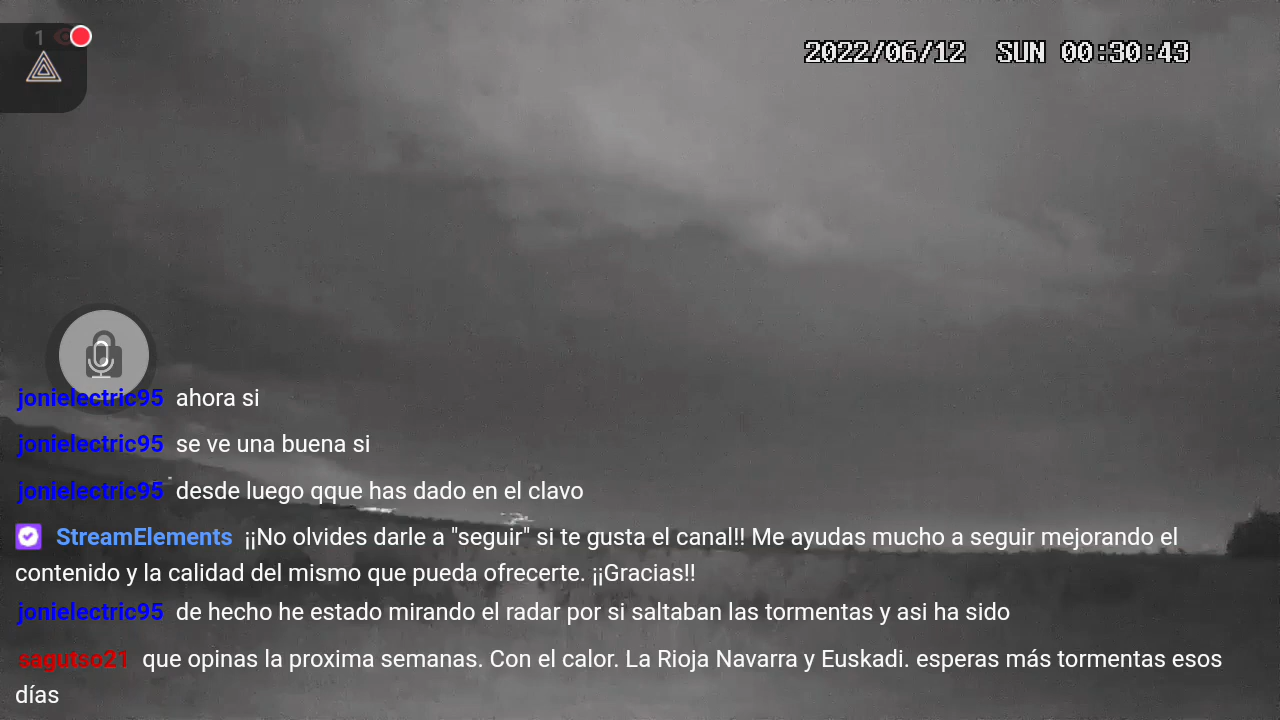 1
2022/06/12 SUN 00:30:43
jonielectric95 ahora si
jonielectric95 se ve una buena si
jonielectric95 desde luego qque has dado en el clavo
StreamElements ¡¡No olvides darle a "seguir" si te gusta el canal!! Me ayudas mucho a seguir mejorando el
contenido y la calidad del mismo que pueda ofrecerte. ¡¡Gracias!!
jonielectric95 de hecho he estado mirando el radar por si saltaban las tormentas y asi ha sido
sagutso21 que opinas la proxima semanas. Con el calor. La Rioja Navarra y Euskadi. esperas más tormentas esos
días